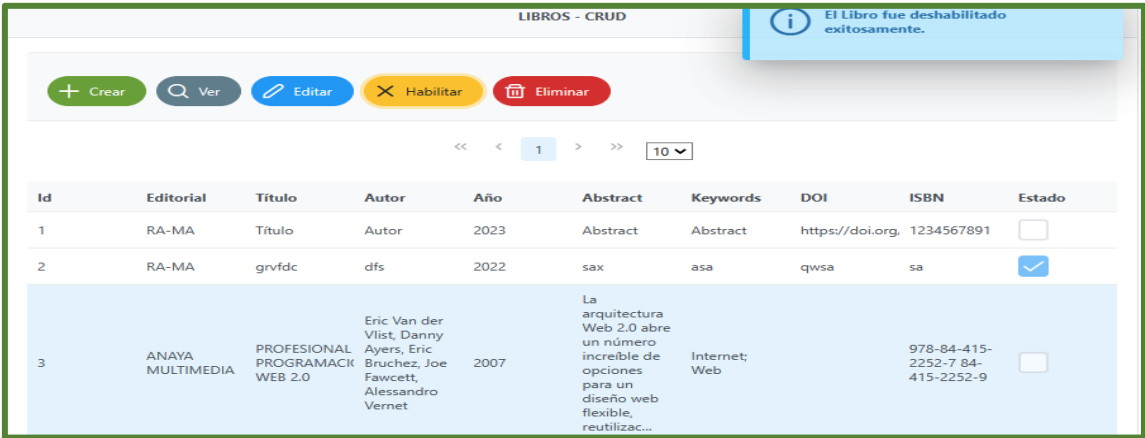 LIBROS - CRUD
El Libro fue deshabilitado
exitosamente.
Crear Ver Editar Habilitar Eliminar
<< < 1 > >> 10
Id Editorial Título Autor Año Abstract Keywords DOI ISBN Estado
1 RA-MA Título Autor 2023 Abstract Abstract https://doi.org, 1234567891
2 RA-MA grvfdc dfs 2022 sax asa qwsa sa
3
ANAYA
MULTIMEDIA
PROFESIONAL
PROGRAMACI
WEB 2.0
Eric Van der
Vlist, Danny
Ayers, Eric
Bruchez, Joe
Fawcett,
Alessandro
Vernet
2007
La
arquitectura
Web 2.0 abre
un número
increíble de
opciones
para un
diseño web
flexible,
reutilizac...
Internet;
Web
978-84-415-
2252-7 84-
415-2252-9